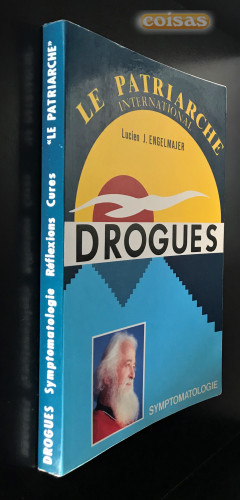 coisas
LE PATRIARCHE
INTERNATIONAL
Lucien J. ENGELMAJER
DROGUES
SYMPTOMATOLOGIE
DROGUES Symptomatologie Réflexions Cures "LE PATRIARCHE"